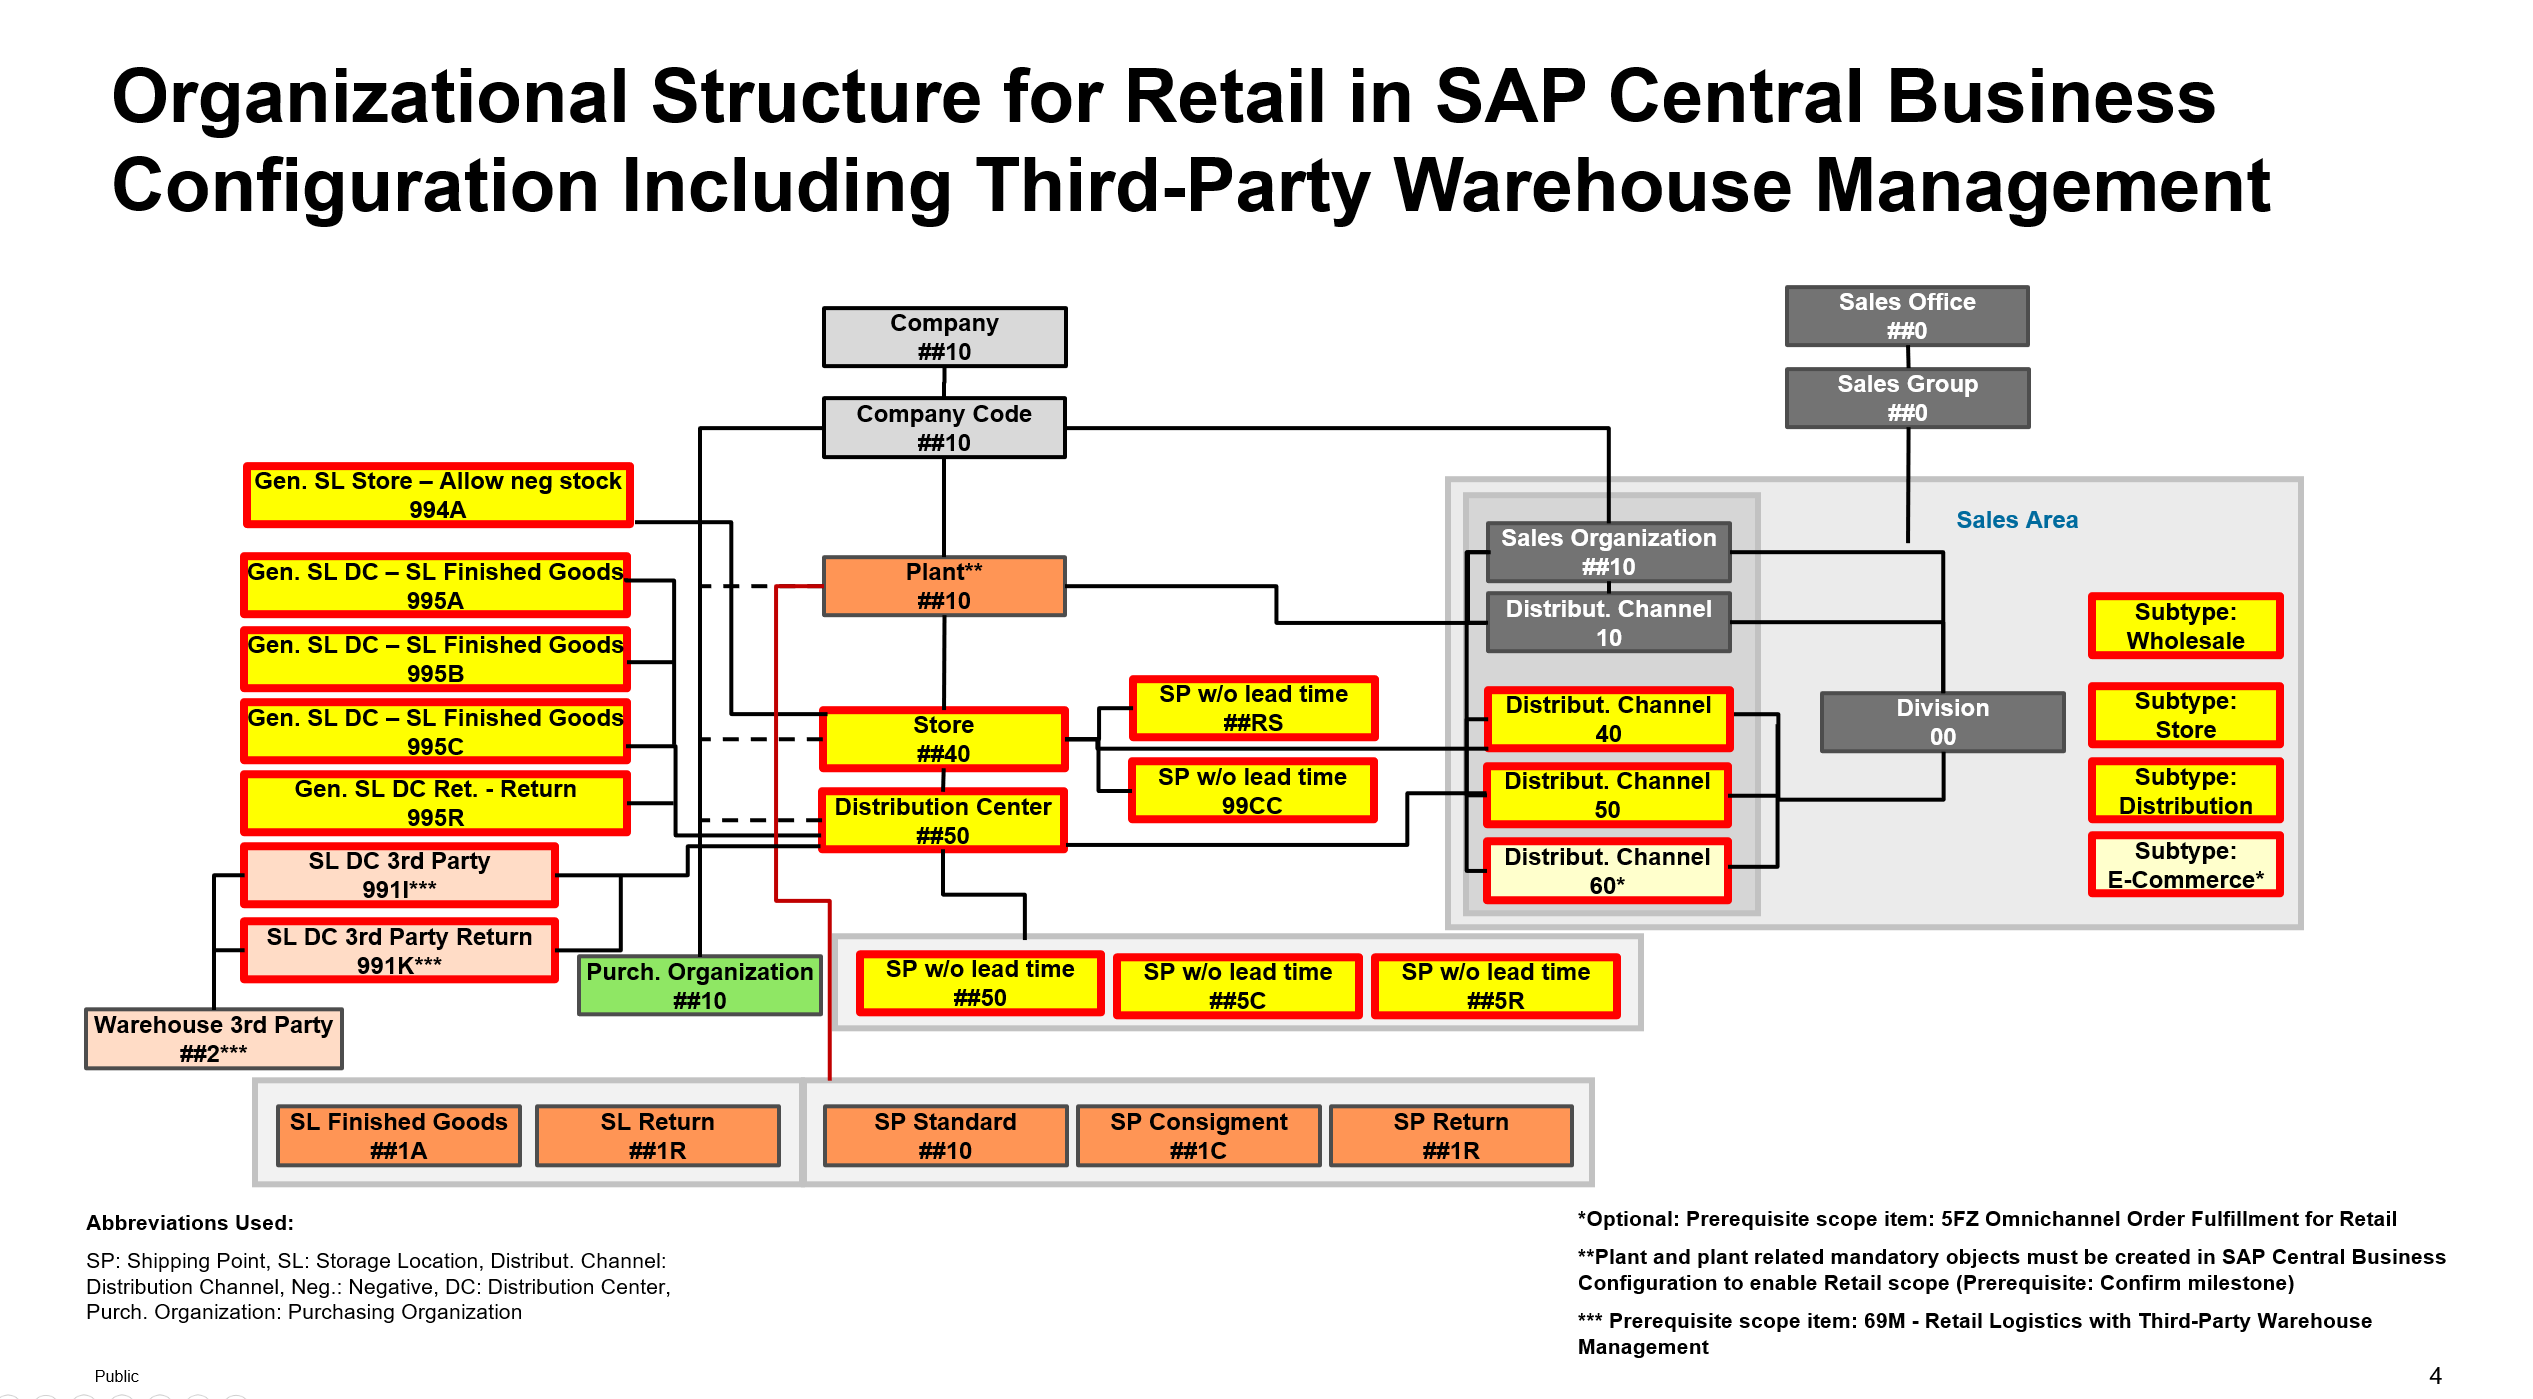 Organizational Structure for Retail in SAP Central Business
Configuration Including Third-Party Warehouse Management
Company
##10
Company Code
##10
Sales Office
##0
Sales Group
##0
Gen. SL Store – Allow neg stock
994A
Gen. SL DC – SL Finished Goods
995A
Gen. SL DC – SL Finished Goods
995B
Gen. SL DC – SL Finished Goods
995C
Gen. SL DC Ret. - Return
995R
SL DC 3rd Party
991I***
SL DC 3rd Party Return
991K***
Warehouse 3rd Party
##2***
Plant**
##10
Store
##40
Distribution Center
##50
SP w/o lead time
##RS
SP w/o lead time
99CC
Purch. Organization
##10
SP w/o lead time
##50
SP w/o lead time
##5C
SP w/o lead time
##5R
Sales Area
Sales Organization
##10
Distribut. Channel
10
Distribut. Channel
40
Distribut. Channel
50
Distribut. Channel
60*
Division
00
Subtype:
Wholesale
Subtype:
Store
Subtype:
Distribution
Subtype:
E-Commerce*
SL Finished Goods
##1A
SL Return
##1R
SP Standard
##10
SP Consigment
##1C
SP Return
##1R
Abbreviations Used:
SP: Shipping Point, SL: Storage Location, Distribut. Channel:
Distribution Channel, Neg.: Negative, DC: Distribution Center,
Purch. Organization: Purchasing Organization
*Optional: Prerequisite scope item: 5FZ Omnichannel Order Fulfillment for Retail
**Plant and plant related mandatory objects must be created in SAP Central Business
Configuration to enable Retail scope (Prerequisite: Confirm milestone)
*** Prerequisite scope item: 69M - Retail Logistics with Third-Party Warehouse
Management
Public
4